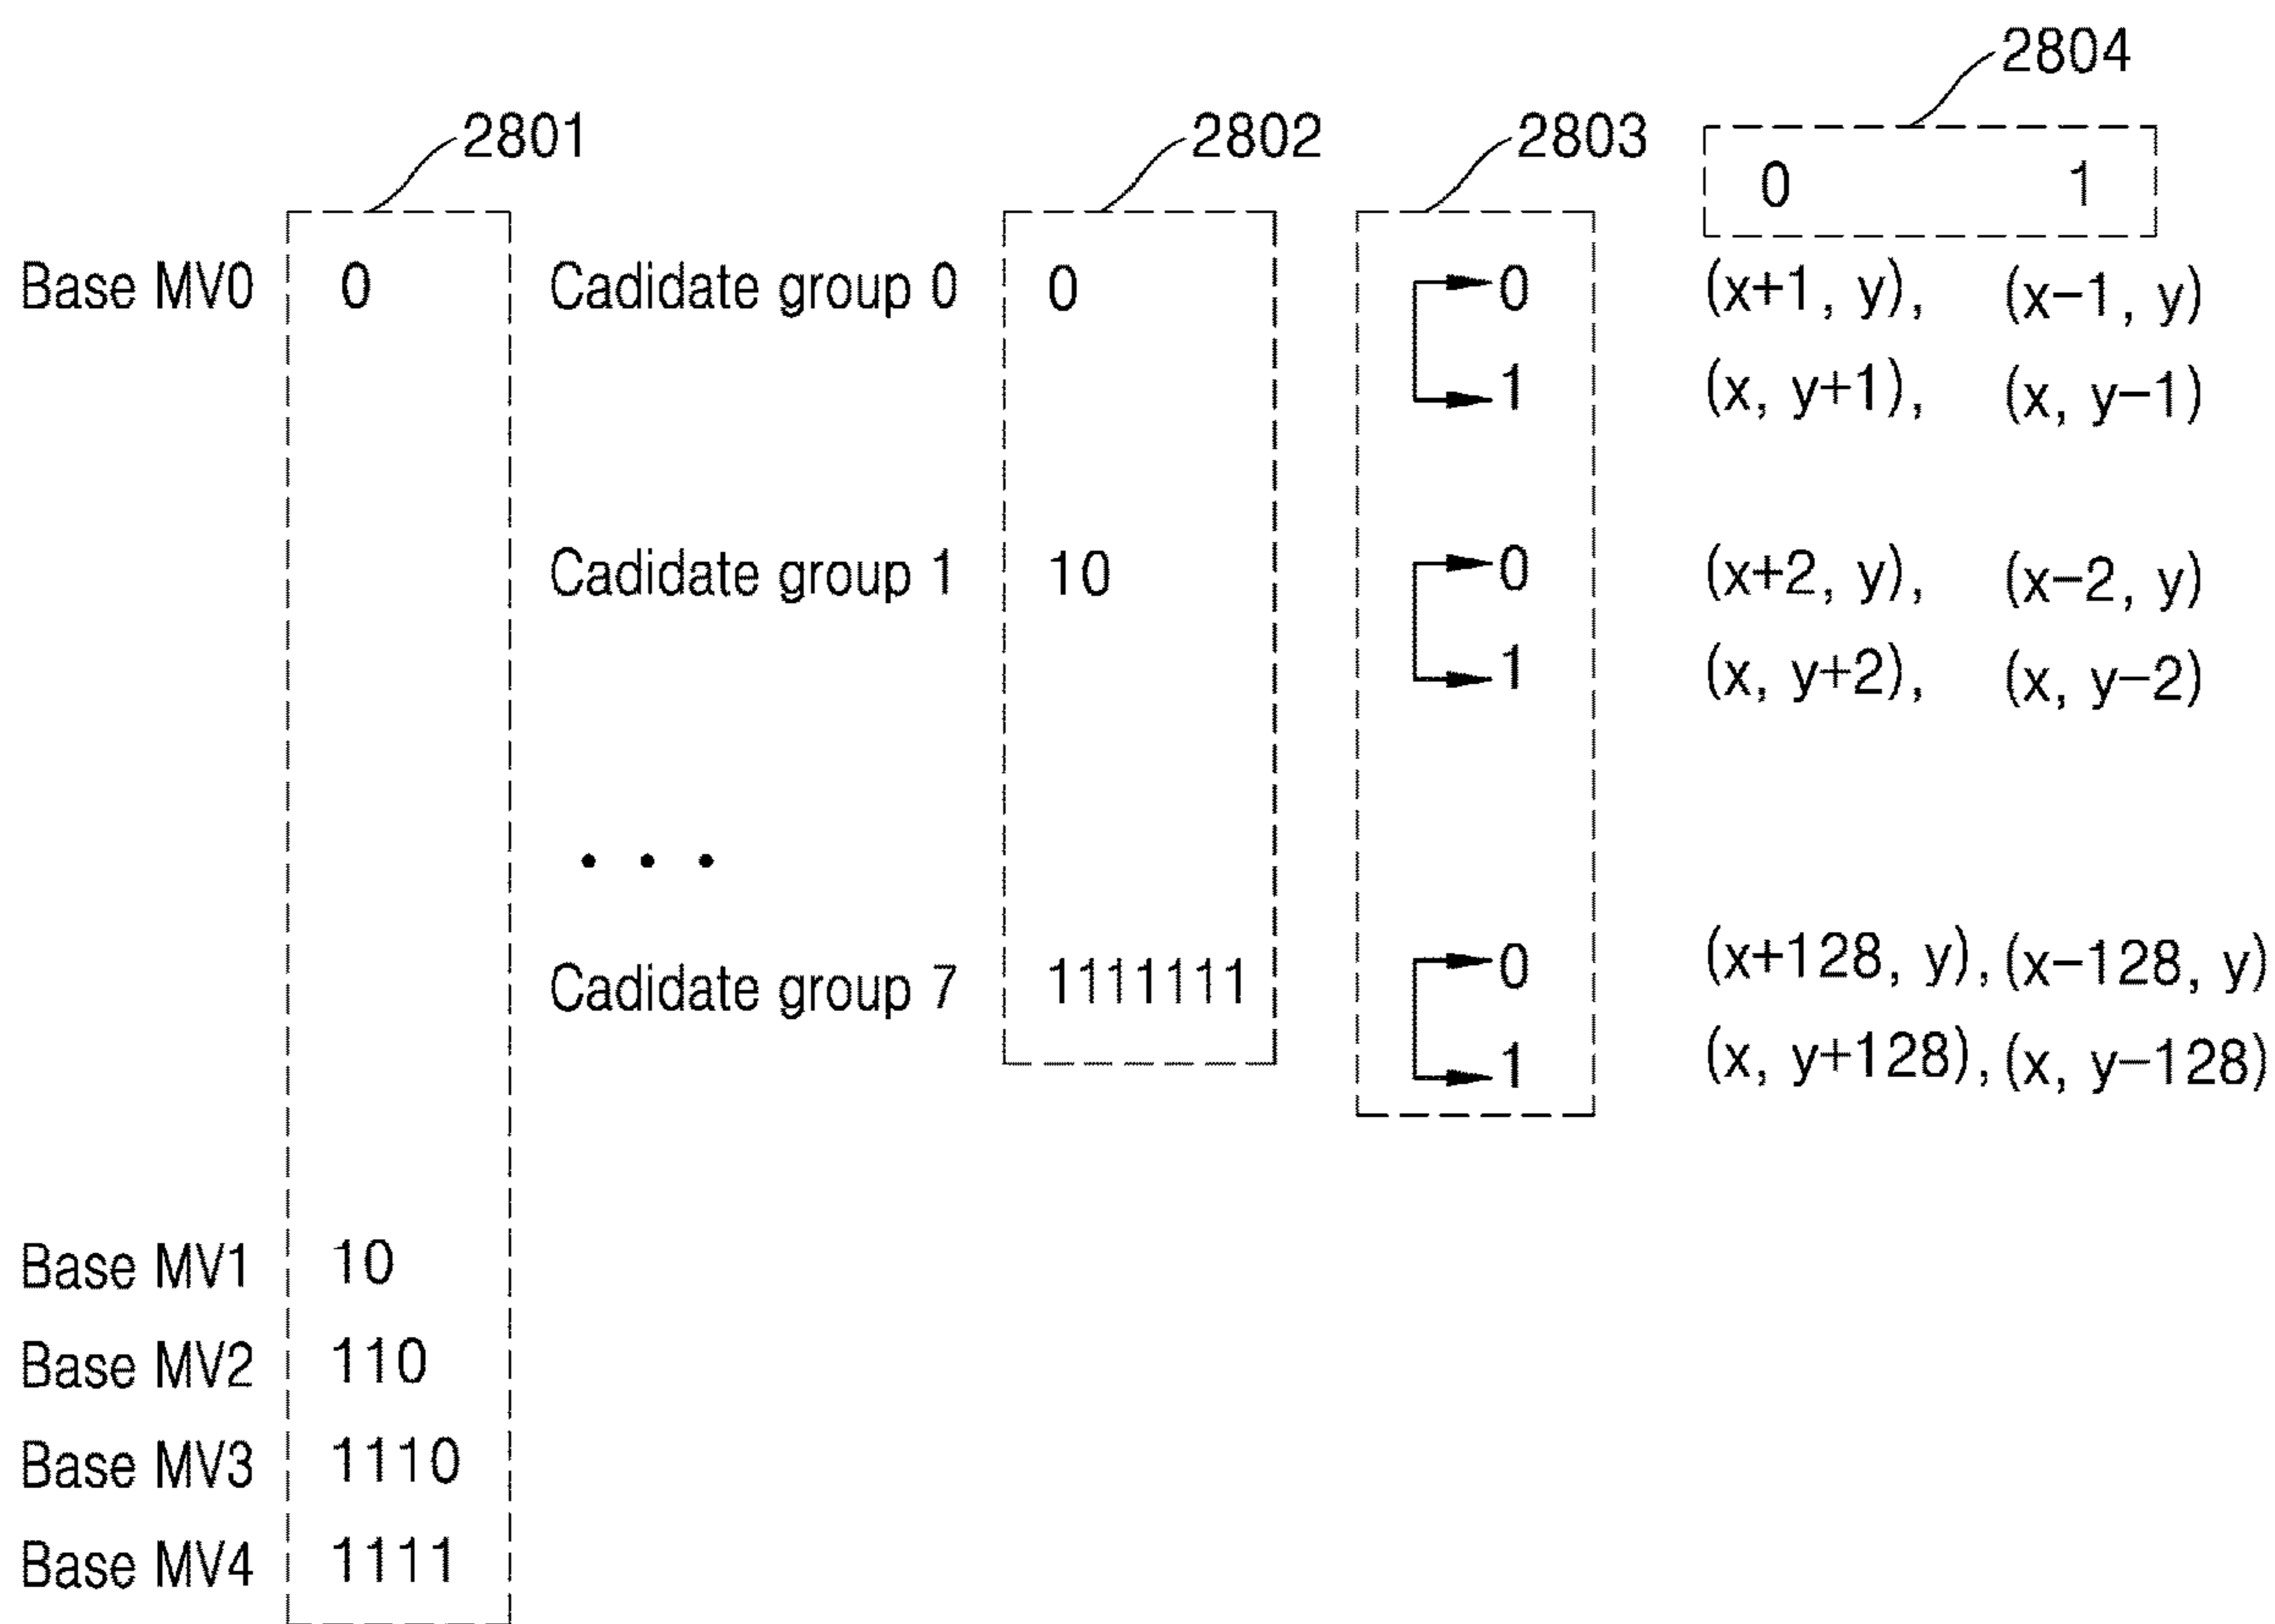 2804
2801 2802 2803
0 1
Base MV0 0 Cadidate group 0 0 0 (x+1, y), (x-1, y)
1 (x, y+1), (x, y-1)
Cadidate group 1 10 0 (x+2, y), (x-2, y)
1 (x, y+2), (x, y-2)
• • •
Cadidate group 7 1111111 0 (x+128, y), (x-128, y)
1 (x, y+128), (x, y-128)
Base MV1 10
Base MV2 110
Base MV3 1110
Base MV4 1111